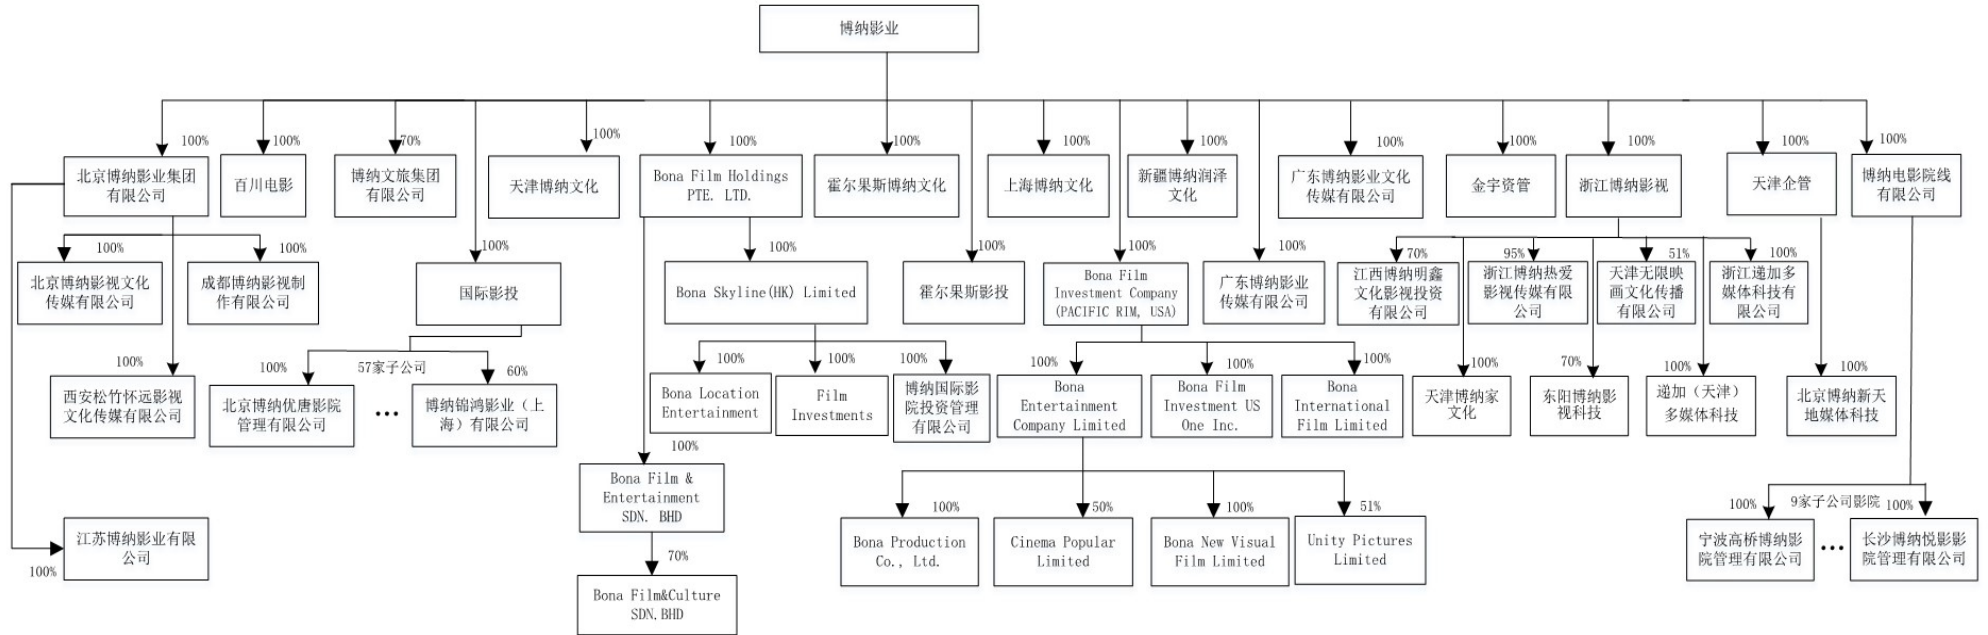 博纳影业
100%
100%
70%
100%
100%
100%
100%
100%
100%
100%
100%
100%
100%
北京博纳影业集团
有限公司
百川电影
博纳文旅集团
有限公司
天津博纳文化
Bona Film Holdings
PTE. LTD.
霍尔果斯博纳文化
上海博纳文化
新疆博纳润泽
文化
广东博纳影业文化
传媒有限公司
金宇资管
浙江博纳影视
天津企管
博纳电影院线
有限公司
100%
100%
100%
100%
100%
100%
100%
70%
95%
51%
100%
北京博纳影视文化
传媒有限公司
成都博纳影视制
作有限公司
国际影投
Bona Skyline(HK) Limited
霍尔果斯影投
Bona Film
Investment Company
(PACIFIC RIM, USA)
广东博纳影业
传媒有限公司
江西博纳明鑫
文化影视投资
有限公司
浙江博纳热爱
影视传媒有限
公司
天津无限映
画文化传播
有限公司
浙江递加多
媒体科技有
限公司
100%
100%
57家子公司
60%
100%
100%
100%
100%
100%
100%
100%
70%
100%
100%
西安松竹怀远影视
文化传媒有限公司
北京博纳优唐影院
管理有限公司
...
博纳锦鸿影业（上
海）有限公司
Bona Location
Entertainment
Film
Investments
博纳国际影
院投资管理
有限公司
Bona
Entertainment
Company Limited
Bona Film
Investment US
One Inc.
Bona
International
Film Limited
天津博纳家
文化
东阳博纳影
视科技
递加（天津）
多媒体科技
北京博纳新天
地媒体科技
100%
Bona Film &
Entertainment
SDN. BHD
100%
50%
100%
51%
100%
9家子公司影院
100%
江苏博纳影业有限
公司
100%
Bona Production
Co., Ltd.
Cinema Popular
Limited
Bona New Visual
Film Limited
Unity Pictures
Limited
宁波高桥博纳影
院管理有限公司
...
长沙博纳悦影影
院管理有限公司
70%
Bona Film&Culture
SDN.BHD